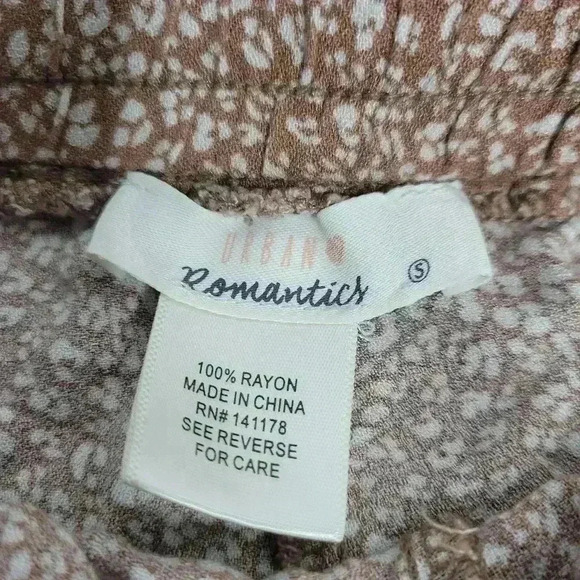 URBAN
Romantics
S
100% RAYON
MADE IN CHINA
RN# 141178
SEE REVERSE
FOR CARE